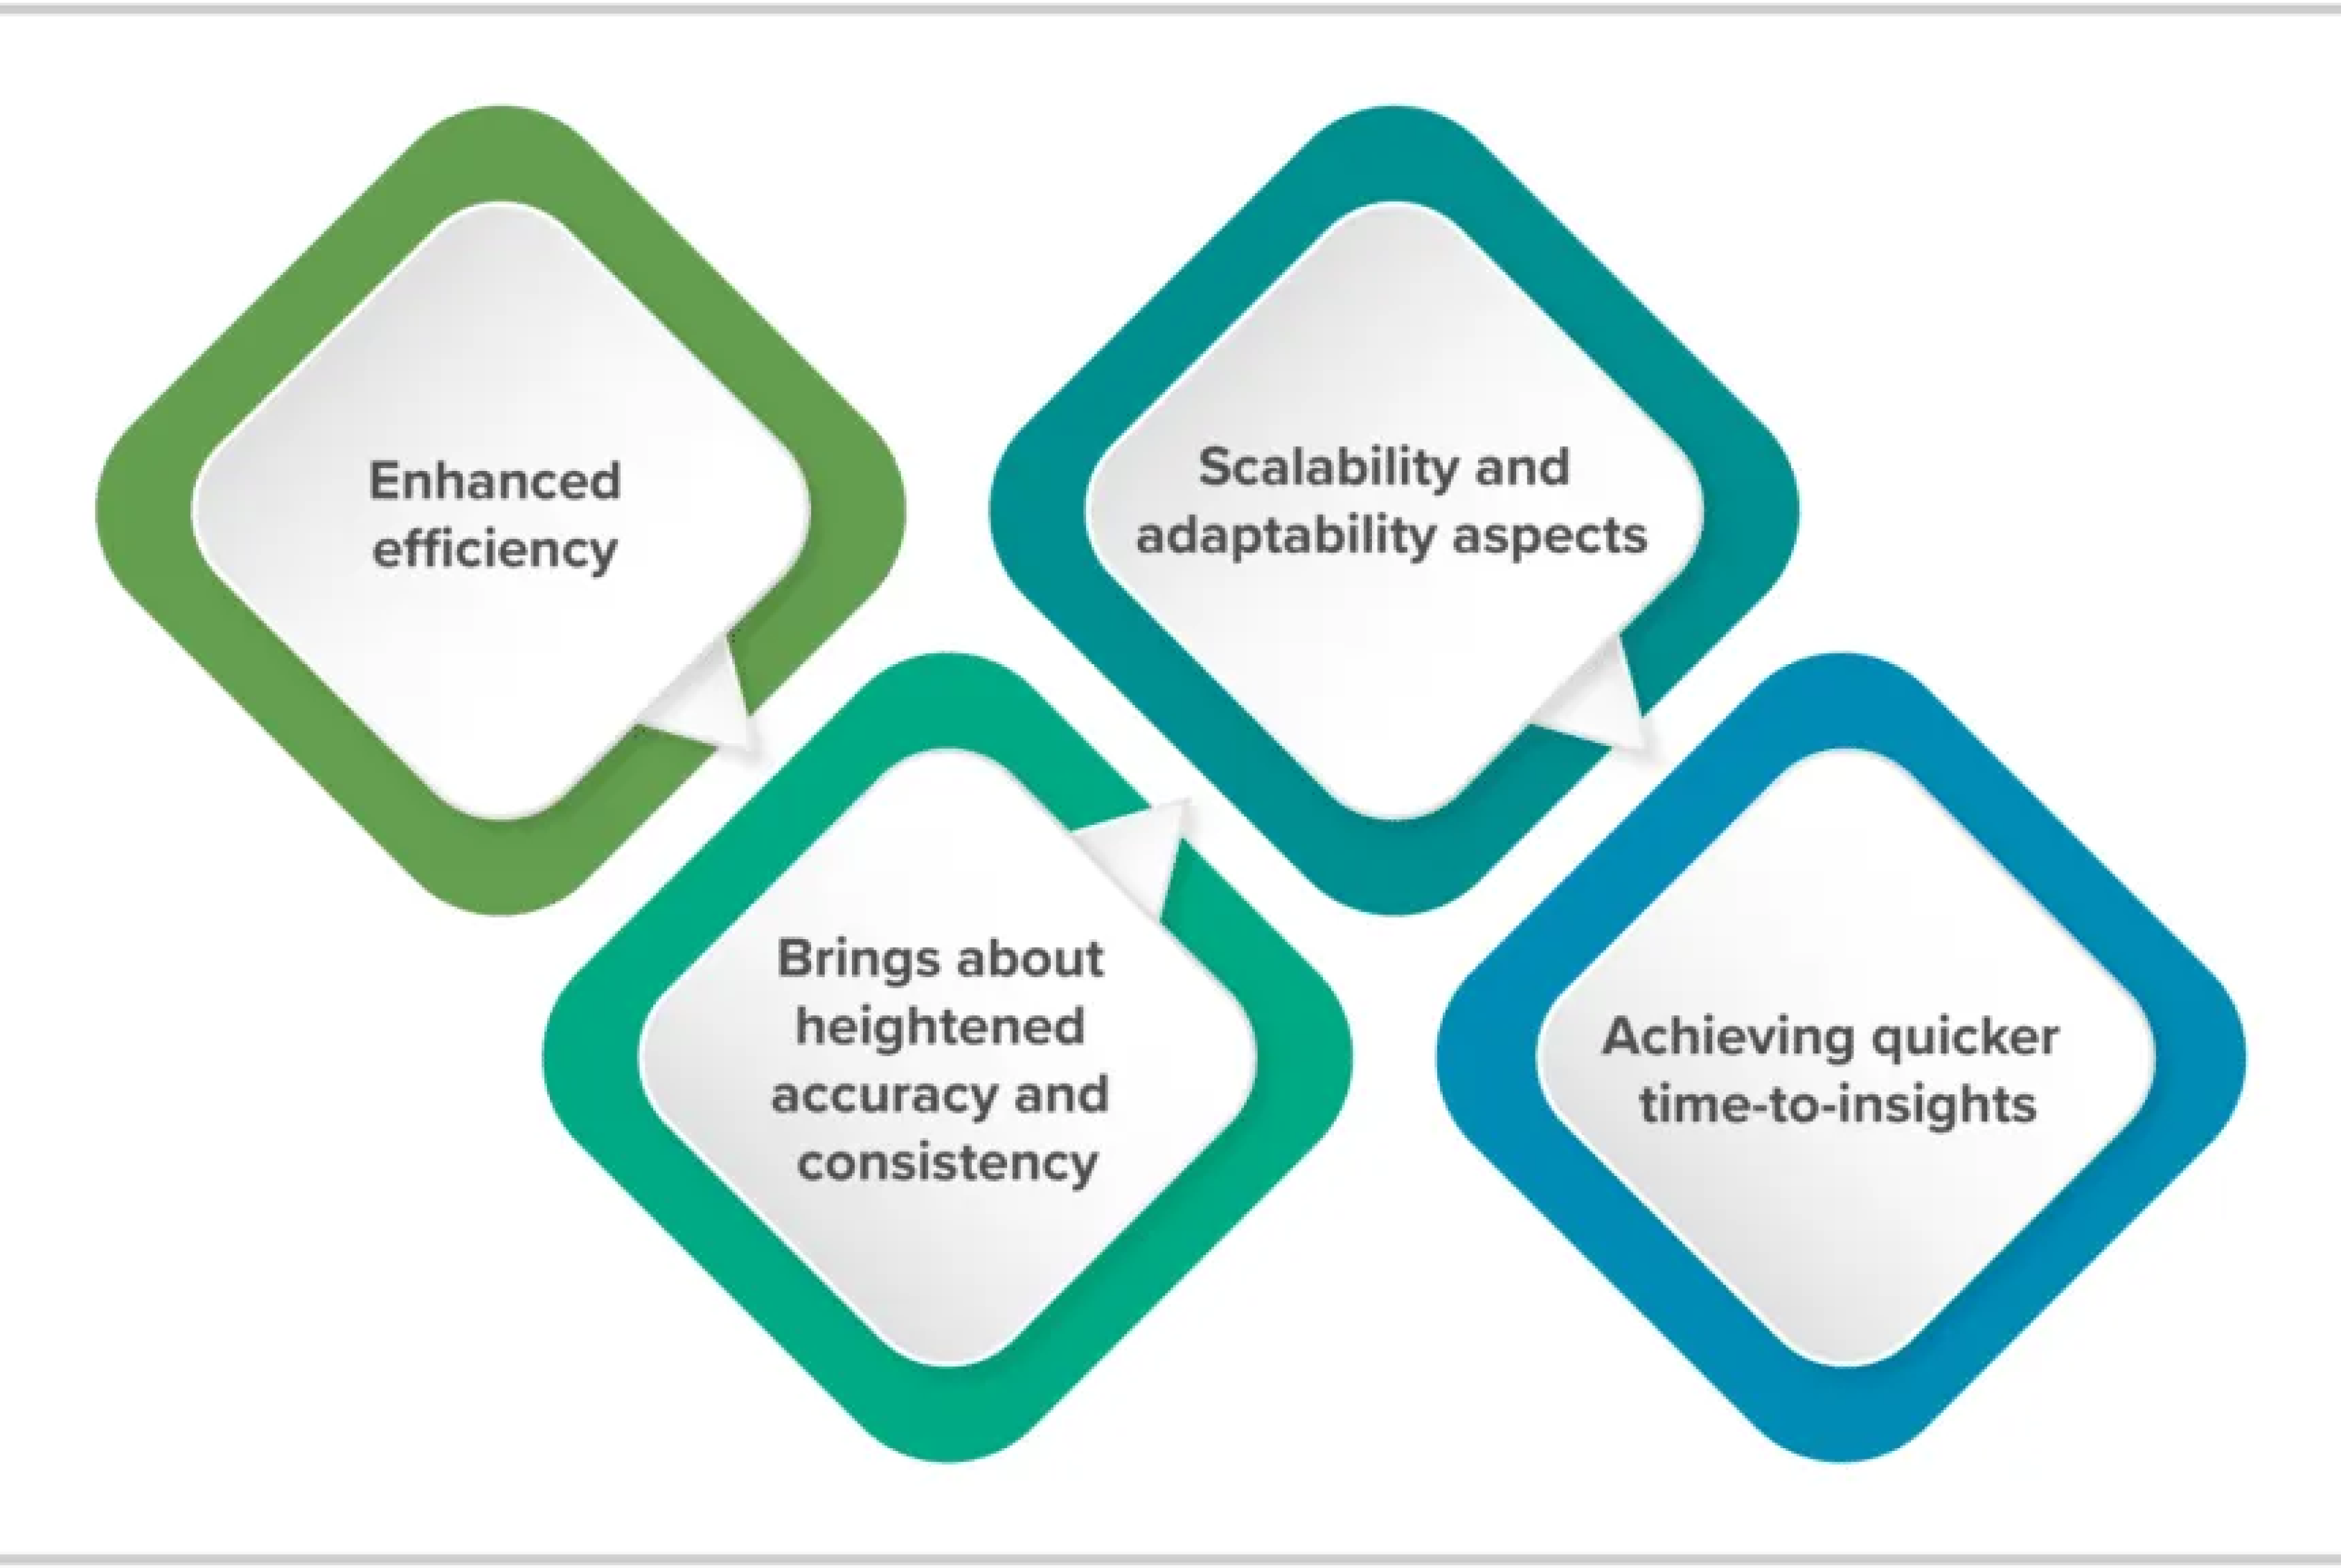 Enhanced
efficiency
Scalability and
adaptability aspects
Brings about
heightened
accuracy and
consistency
Achieving quicker
time-to-insights